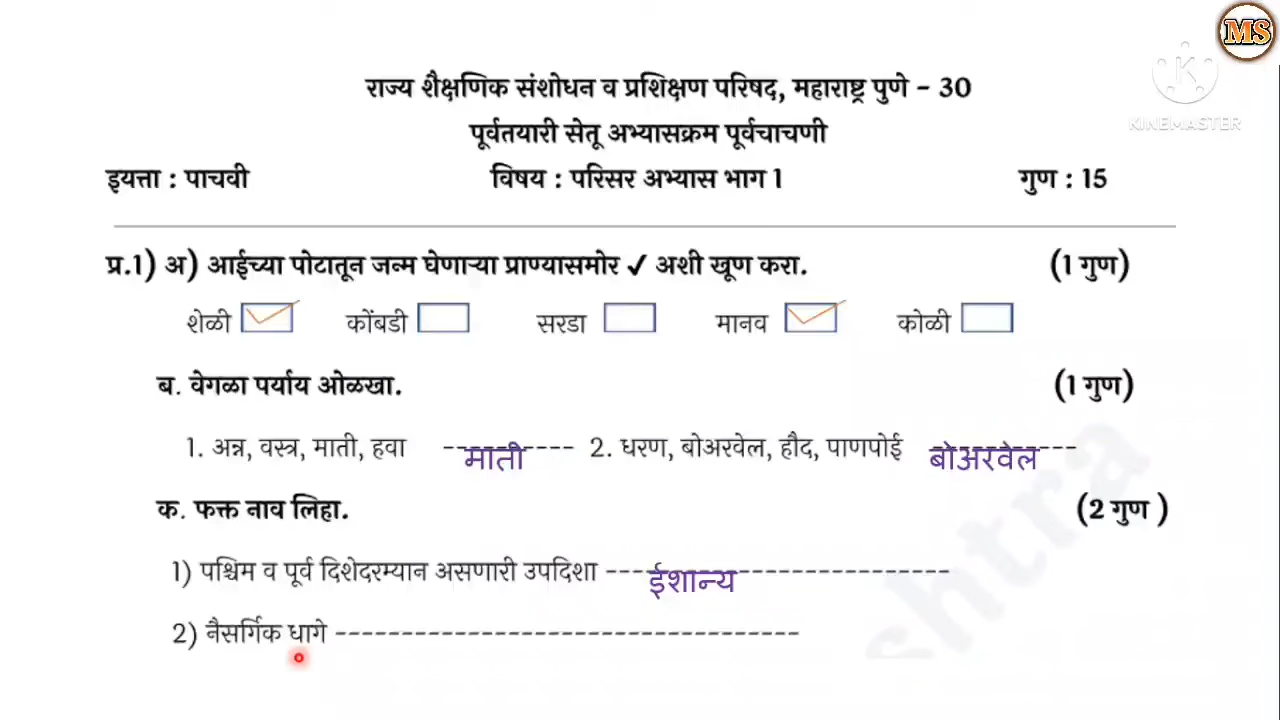 MS
KINEMASTER
राज्य शैक्षणिक संशोधन व प्रशिक्षण परिषद, महाराष्ट्र पुणे - 30
पूर्वतयारी सेतू अभ्यासक्रम पूर्वचाचणी
इयत्ता : पाचवी विषय : परिसर अभ्यास भाग 1 गुण : 15
प्र.1) अ) आईच्या पोटातून जन्म घेणाऱ्या प्राण्यासमोर ✓ अशी खूण करा. (1 गुण)
शेळी कोंबडी सरडा मानव कोळी
ब. वेगळा पर्याय ओळखा. (1 गुण)
1. अन्न, वस्त्र, माती, हवा ------------ माती 2. धरण, बोअरवेल, हौद, पाणपोई ------------ बोअरवेल
क. फक्त नाव लिहा. (2 गुण )
1) पश्चिम व पूर्व दिशेदरम्यान असणारी उपदिशा ------------ ईशान्य
2) नैसर्गिक धागे ------------
shtra